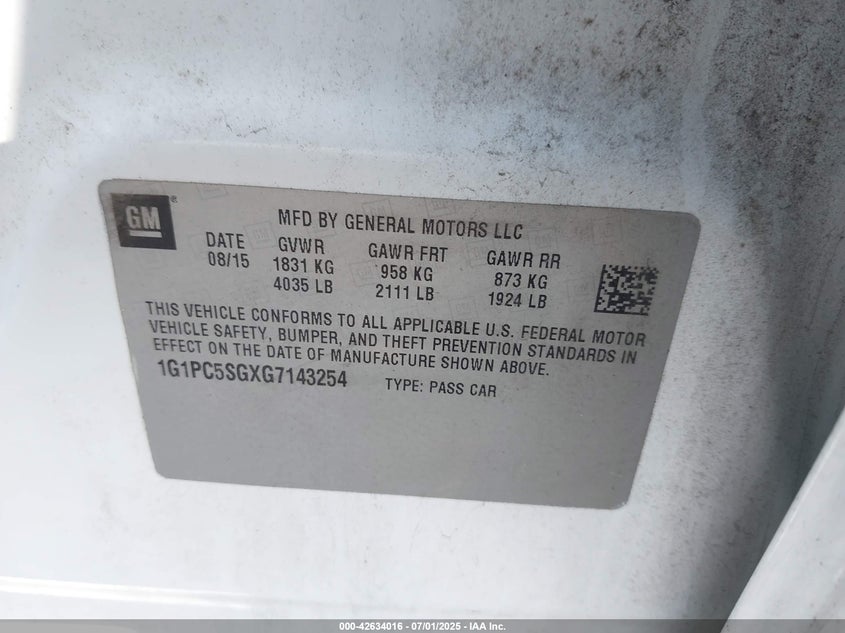 GM®
MFD BY GENERAL MOTORS LLC
DATE GVWR GAWR FRT GAWR RR
08/15 1831 KG 958 KG 873 KG
4035 LB 2111 LB 1924 LB
THIS VEHICLE CONFORMS TO ALL APPLICABLE U.S. FEDERAL MOTOR
VEHICLE SAFETY, BUMPER, AND THEFT PREVENTION STANDARDS IN
EFFECT ON THE DATE OF MANUFACTURE SHOWN ABOVE.
1G1PC5SGXG7143254 TYPE: PASS CAR
000-42634016 - 07/01/2025 - IAA Inc.